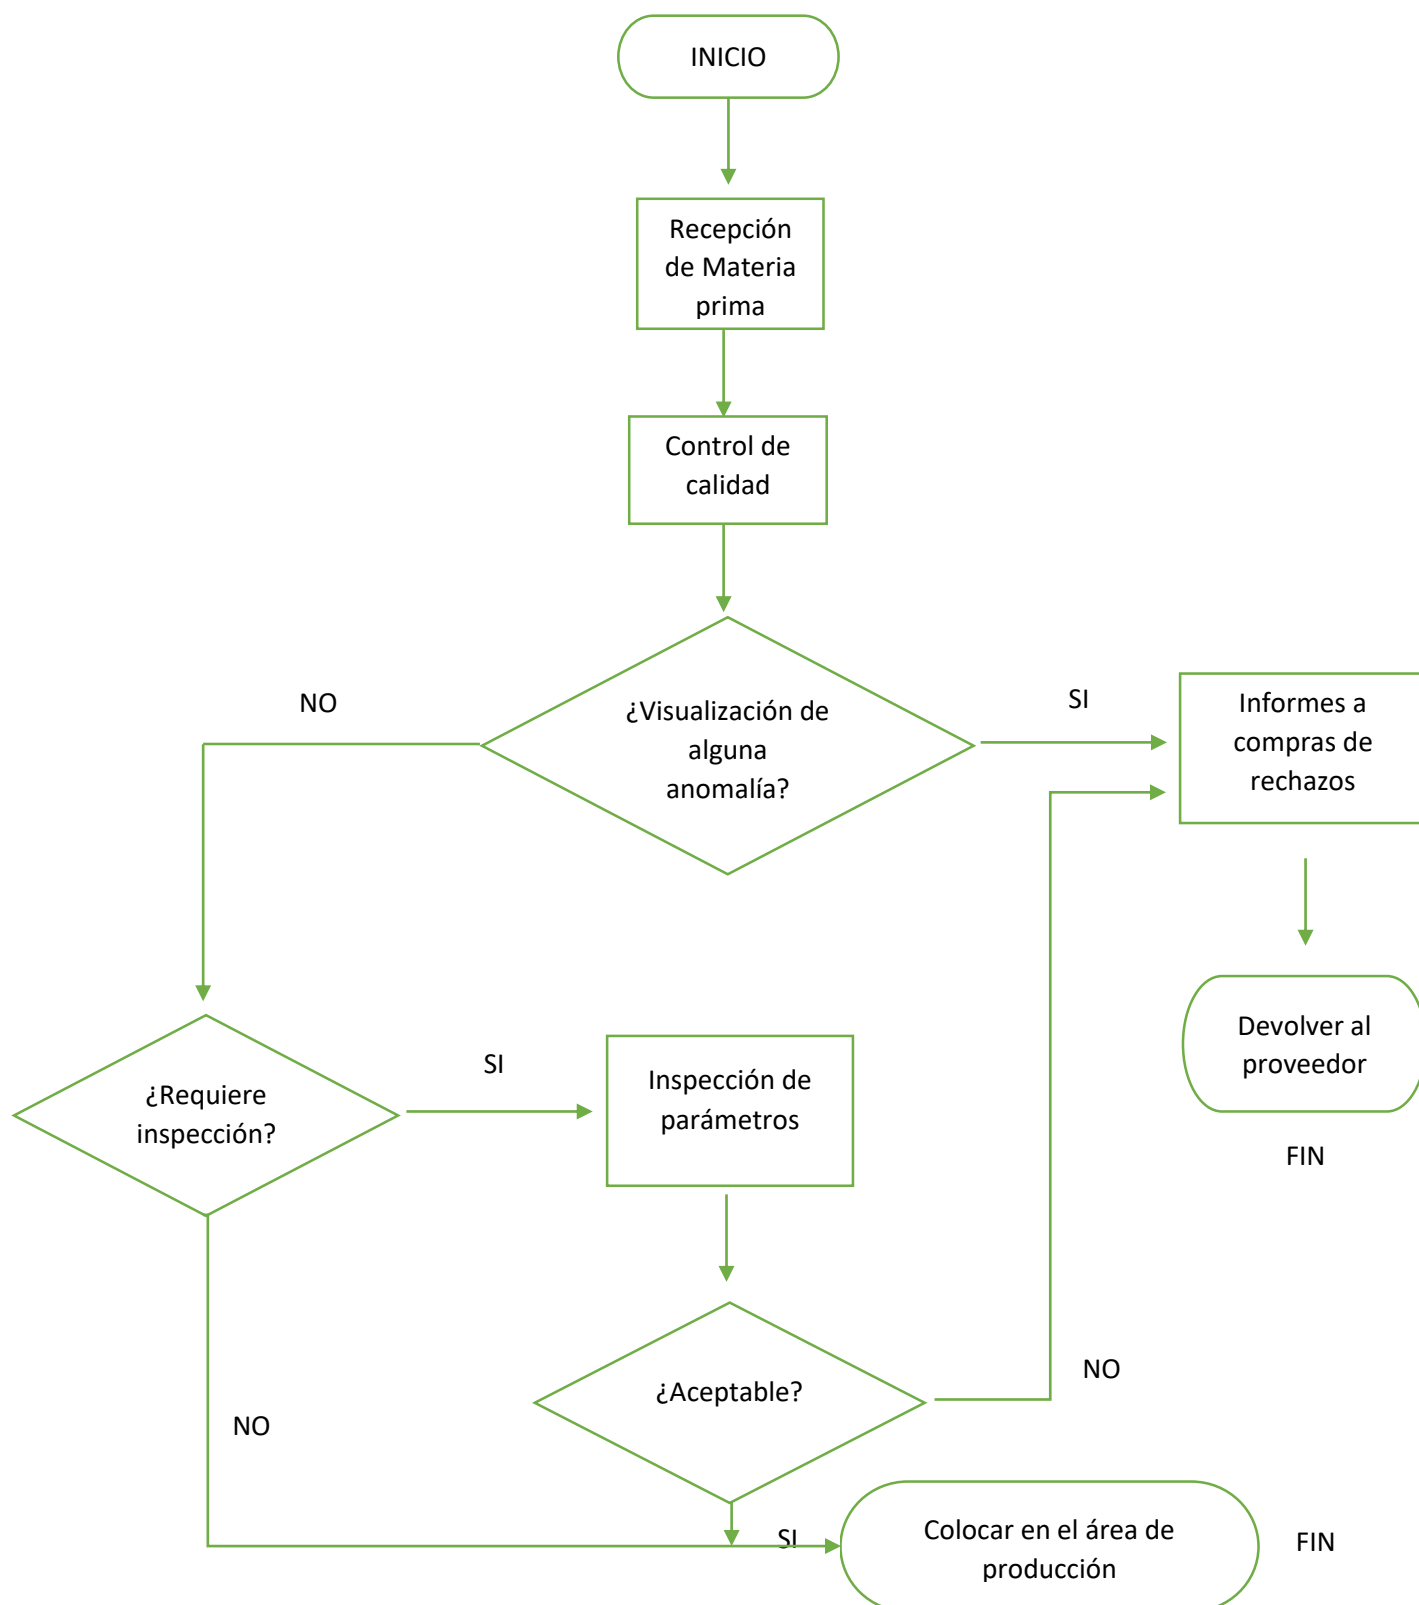 INICIO
Recepción
de Materia
prima
Control de
calidad
NO
¿Visualización de
alguna
anomalía?
SI
Informes a
compras de
rechazos
Devolver al
proveedor
FIN
¿Requiere
inspección?
SI
Inspección de
parámetros
¿Aceptable?
NO
NO
SI
Colocar en el área de
producción
FIN